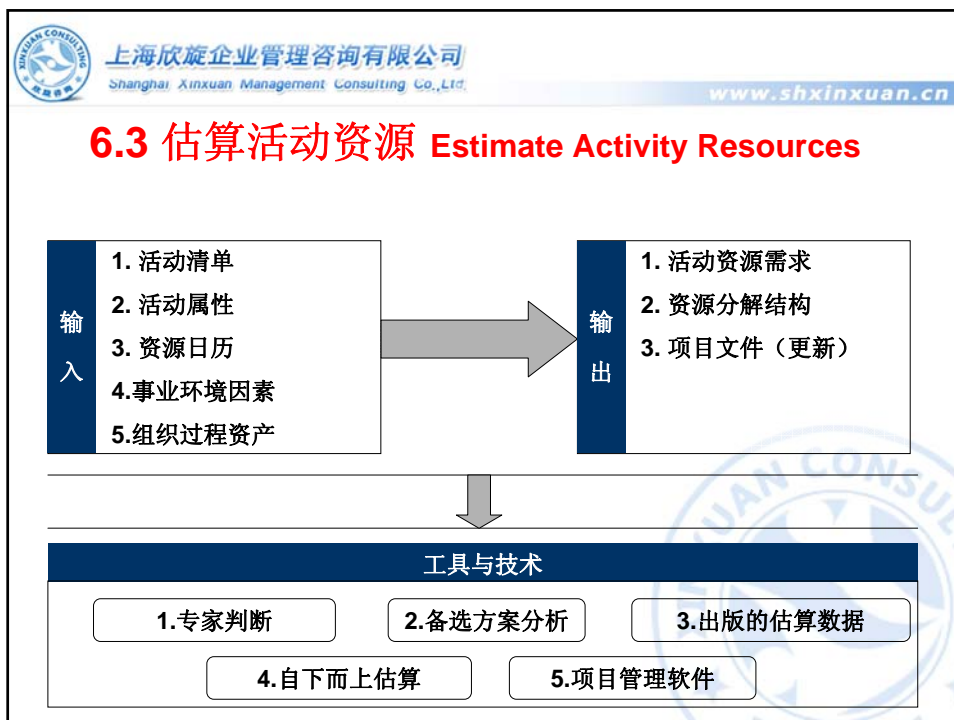 上海欣旋企业管理咨询有限公司
Shanghai Xinxuan Management Consulting Co.,Ltd.
www.shxinxuan.cn
XINXUAN CONSULTING
欣旋咨询
6.3 估算活动资源 Estimate Activity Resources
输入
1. 活动清单
2. 活动属性
3. 资源日历
4.事业环境因素
5.组织过程资产
输出
1. 活动资源需求
2. 资源分解结构
3. 项目文件（更新）
工具与技术
1.专家判断
2.备选方案分析
3.出版的估算数据
4.自下而上估算
5.项目管理软件